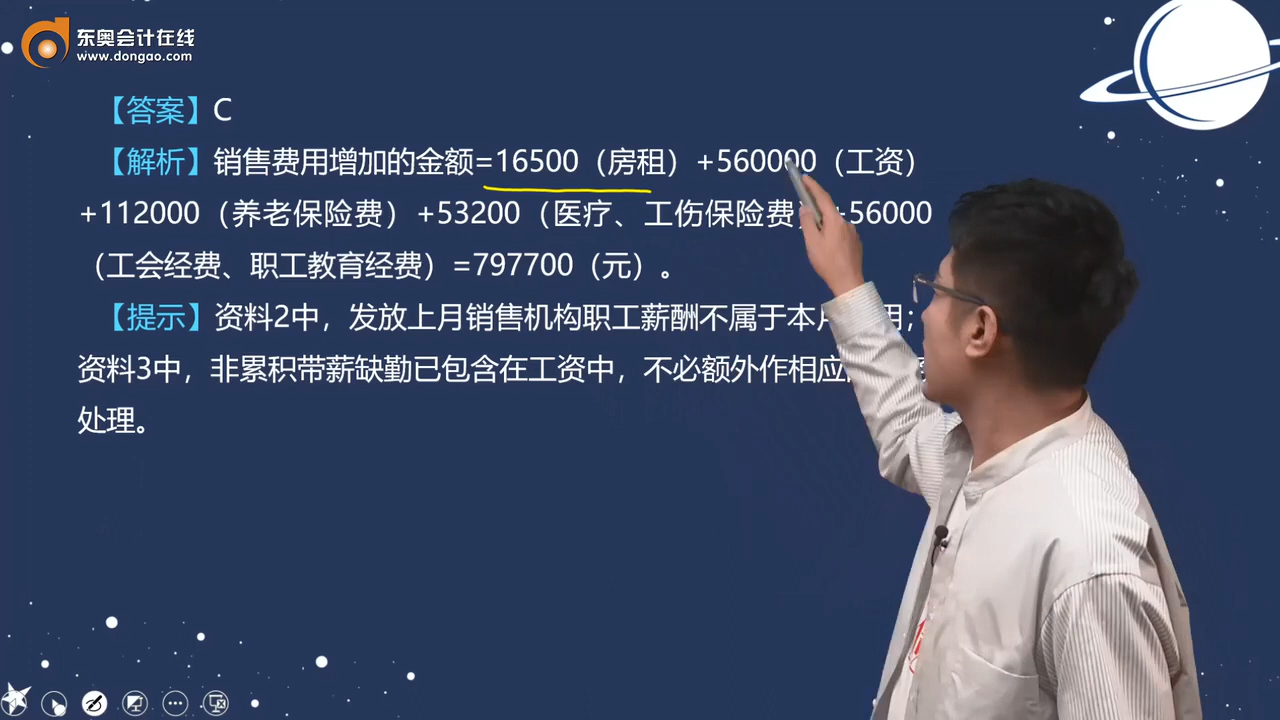 东奥会计在线
www.dongao.com
【答案】C
【解析】销售费用增加的金额=16500（房租）+560000（工资）
+112000（养老保险费）+53200（医疗、工伤保险费）+56000
（工会经费、职工教育经费）=797700（元）。
【提示】资料2中，发放上月销售机构职工薪酬不属于本月 用；
资料3中，非累积带薪缺勤已包含在工资中，不必额外作相应
处理。